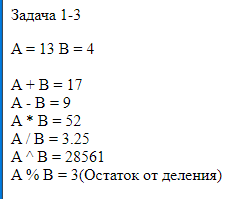 Задача 1-3
A = 13 B = 4
A + B = 17
A - B = 9
A * B = 52
A / B = 3.25
A ^ B = 28561
A % B = 3(Остаток от деления)